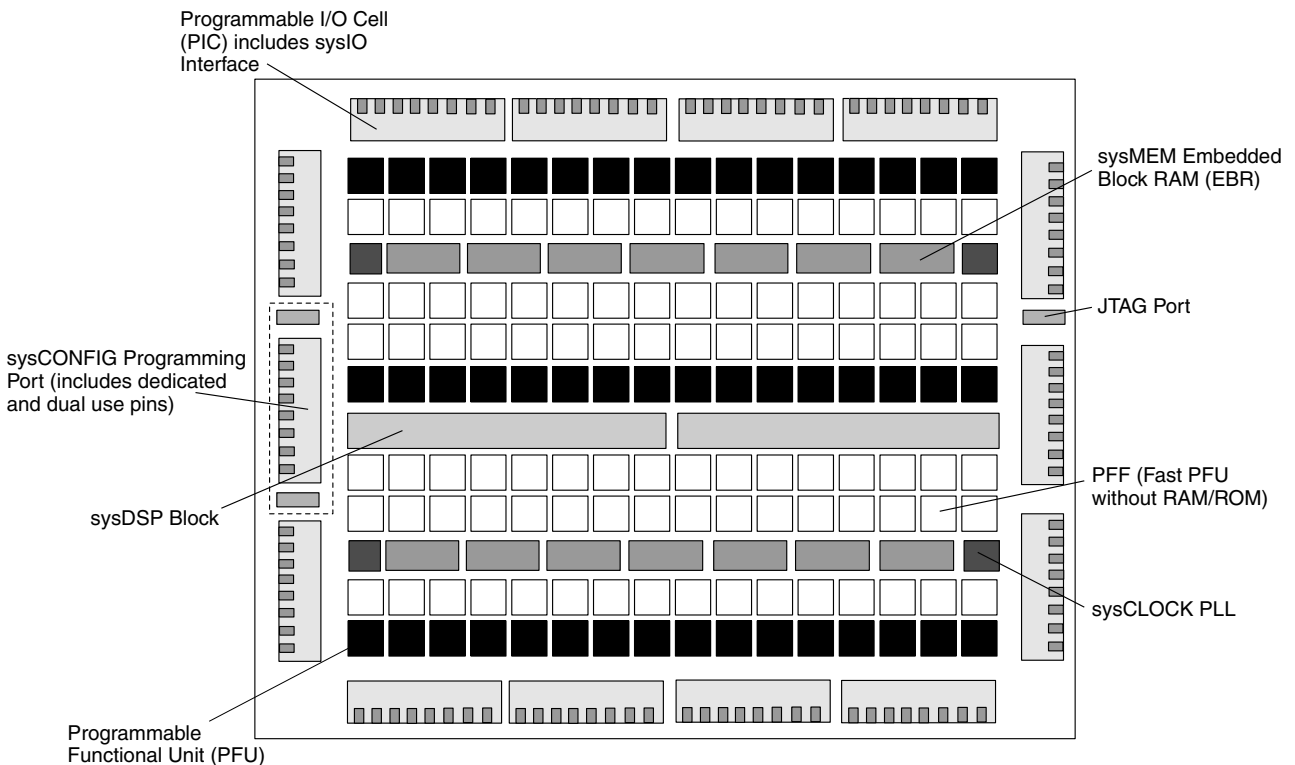 Programmable I/O Cell
(PIC) includes sysIO
Interface
sysMEM Embedded
Block RAM (EBR)
JTAG Port
sysCONFIG Programming
Port (includes dedicated
and dual use pins)
PFF (Fast PFU
without RAM/ROM)
sysDSP Block
sysCLOCK PLL
Programmable
Functional Unit (PFU)